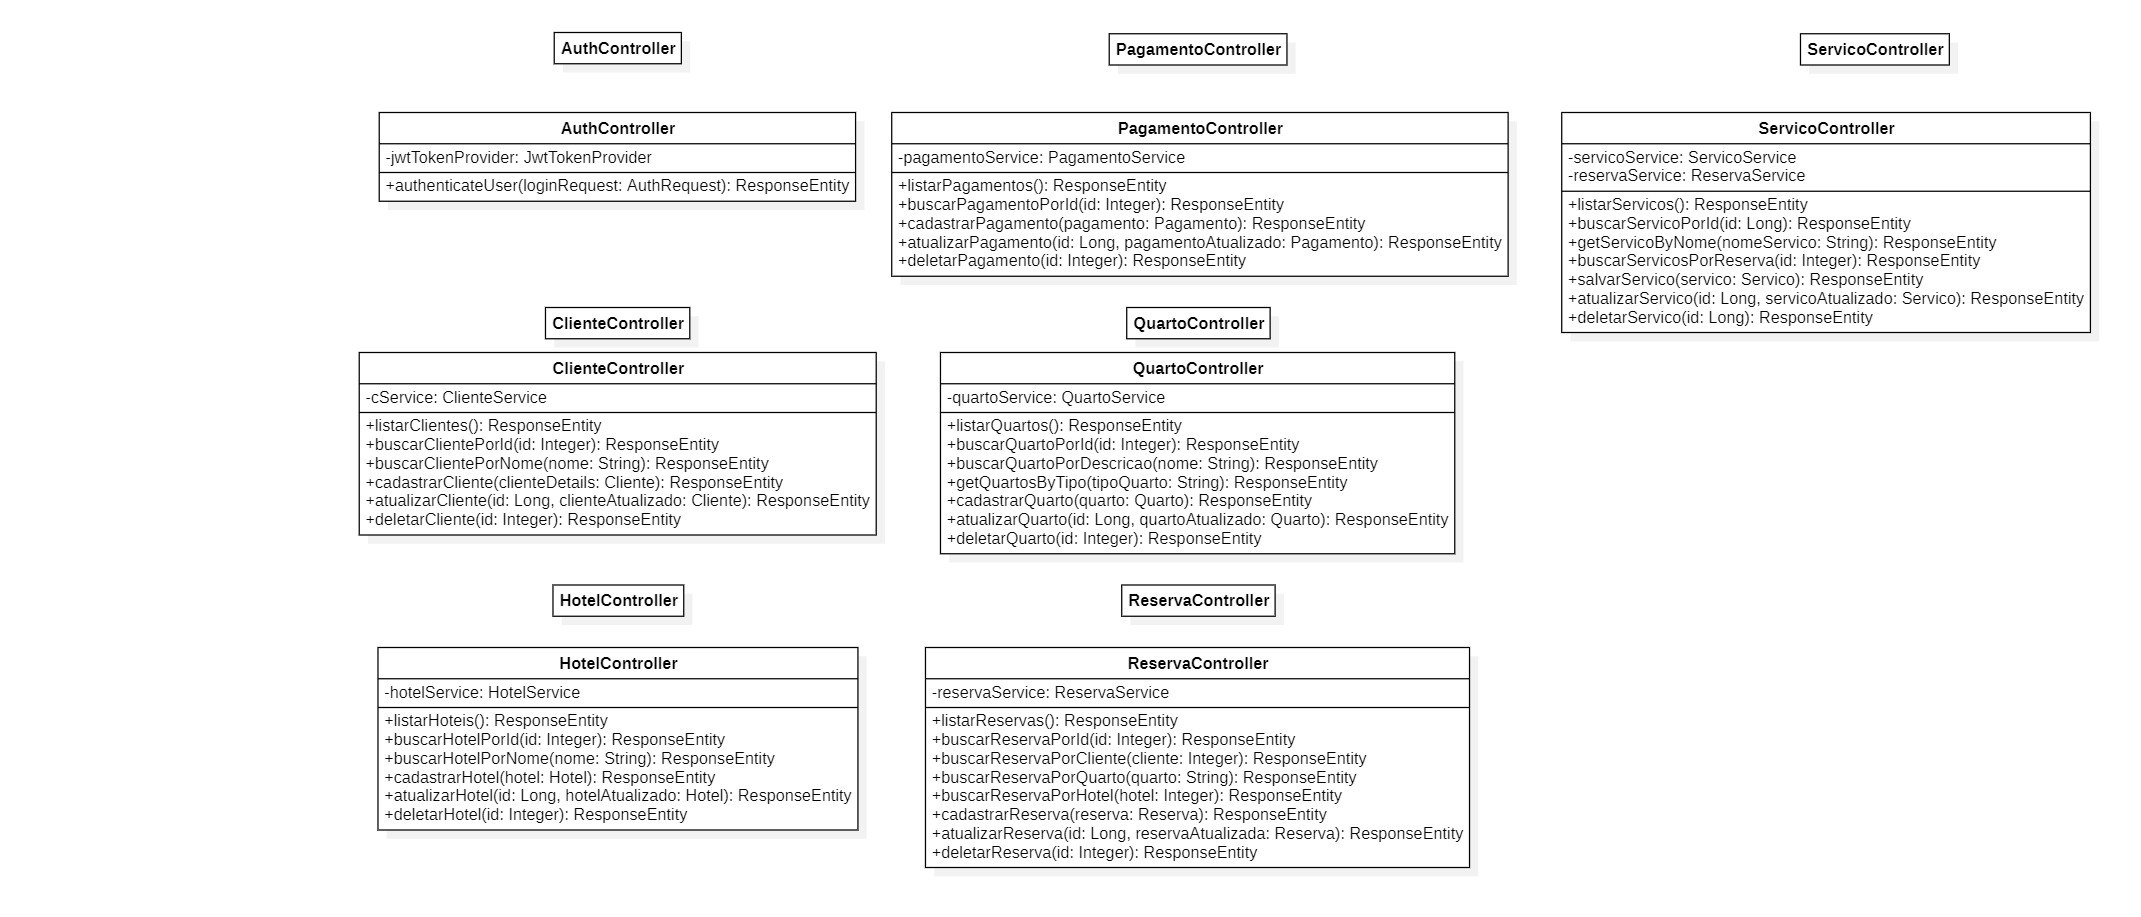 AuthController
AuthController
-jwtTokenProvider: JwtTokenProvider
+authenticateUser(loginRequest: AuthRequest): ResponseEntity
ClienteController
ClienteController
-cService: ClienteService
+listarClientes(): ResponseEntity
+buscarClientePorId(id: Integer): ResponseEntity
+buscarClientePorNome(nome: String): ResponseEntity
+cadastrarCliente(clienteDetails: Cliente): ResponseEntity
+atualizarCliente(id: Long, clienteAtualizado: Cliente): ResponseEntity
+deletarCliente(id: Integer): ResponseEntity
HotelController
HotelController
-hotelService: HotelService
+listarHoteis(): ResponseEntity
+buscarHotelPorId(id: Integer): ResponseEntity
+buscarHotelPorNome(nome: String): ResponseEntity
+cadastrarHotel(hotel: Hotel): ResponseEntity
+atualizarHotel(id: Long, hotelAtualizado: Hotel): ResponseEntity
+deletarHotel(id: Integer): ResponseEntity
PagamentoController
PagamentoController
-pagamentoService: PagamentoService
+listarPagamentos(): ResponseEntity
+buscarPagamentoPorId(id: Integer): ResponseEntity
+cadastrarPagamento(pagamento: Pagamento): ResponseEntity
+atualizarPagamento(id: Long, pagamentoAtualizado: Pagamento): ResponseEntity
+deletarPagamento(id: Integer): ResponseEntity
QuartoController
QuartoController
-quartoService: QuartoService
+listarQuartos(): ResponseEntity
+buscarQuartoPorId(id: Integer): ResponseEntity
+buscarQuartoPorDescricao(nome: String): ResponseEntity
+getQuartosByTipo(tipoQuarto: String): ResponseEntity
+cadastrarQuarto(quarto: Quarto): ResponseEntity
+atualizarQuarto(id: Long, quartoAtualizado: Quarto): ResponseEntity
+deletarQuarto(id: Integer): ResponseEntity
ReservaController
ReservaController
-reservaService: ReservaService
+listarReservas(): ResponseEntity
+buscarReservaPorId(id: Integer): ResponseEntity
+buscarReservaPorCliente(cliente: Integer): ResponseEntity
+buscarReservaPorQuarto(quarto: String): ResponseEntity
+buscarReservaPorHotel(hotel: Integer): ResponseEntity
+cadastrarReserva(reserva: Reserva): ResponseEntity
+atualizarReserva(id: Long, reservaAtualizada: Reserva): ResponseEntity
+deletarReserva(id: Integer): ResponseEntity
ServicoController
ServicoController
-servicoService: ServicoService
-reservaService: ReservaService
+listarServicos(): ResponseEntity
+buscarServicoPorId(id: Long): ResponseEntity
+getServicoByNome(nomeServico: String): ResponseEntity
+buscarServicosPorReserva(id: Integer): ResponseEntity
+salvarServico(servico: Servico): ResponseEntity
+atualizarServico(id: Long, servicoAtualizado: Servico): ResponseEntity
+deletarServico(id: Long): ResponseEntity